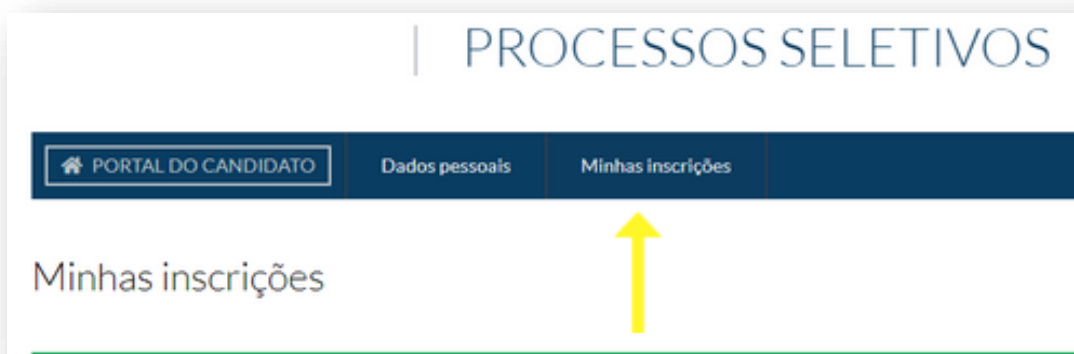 PROCESSOS SELETIVOS
PORTAL DO CANDIDATO Dados pessoais Minhas inscrições
Minhas inscrições